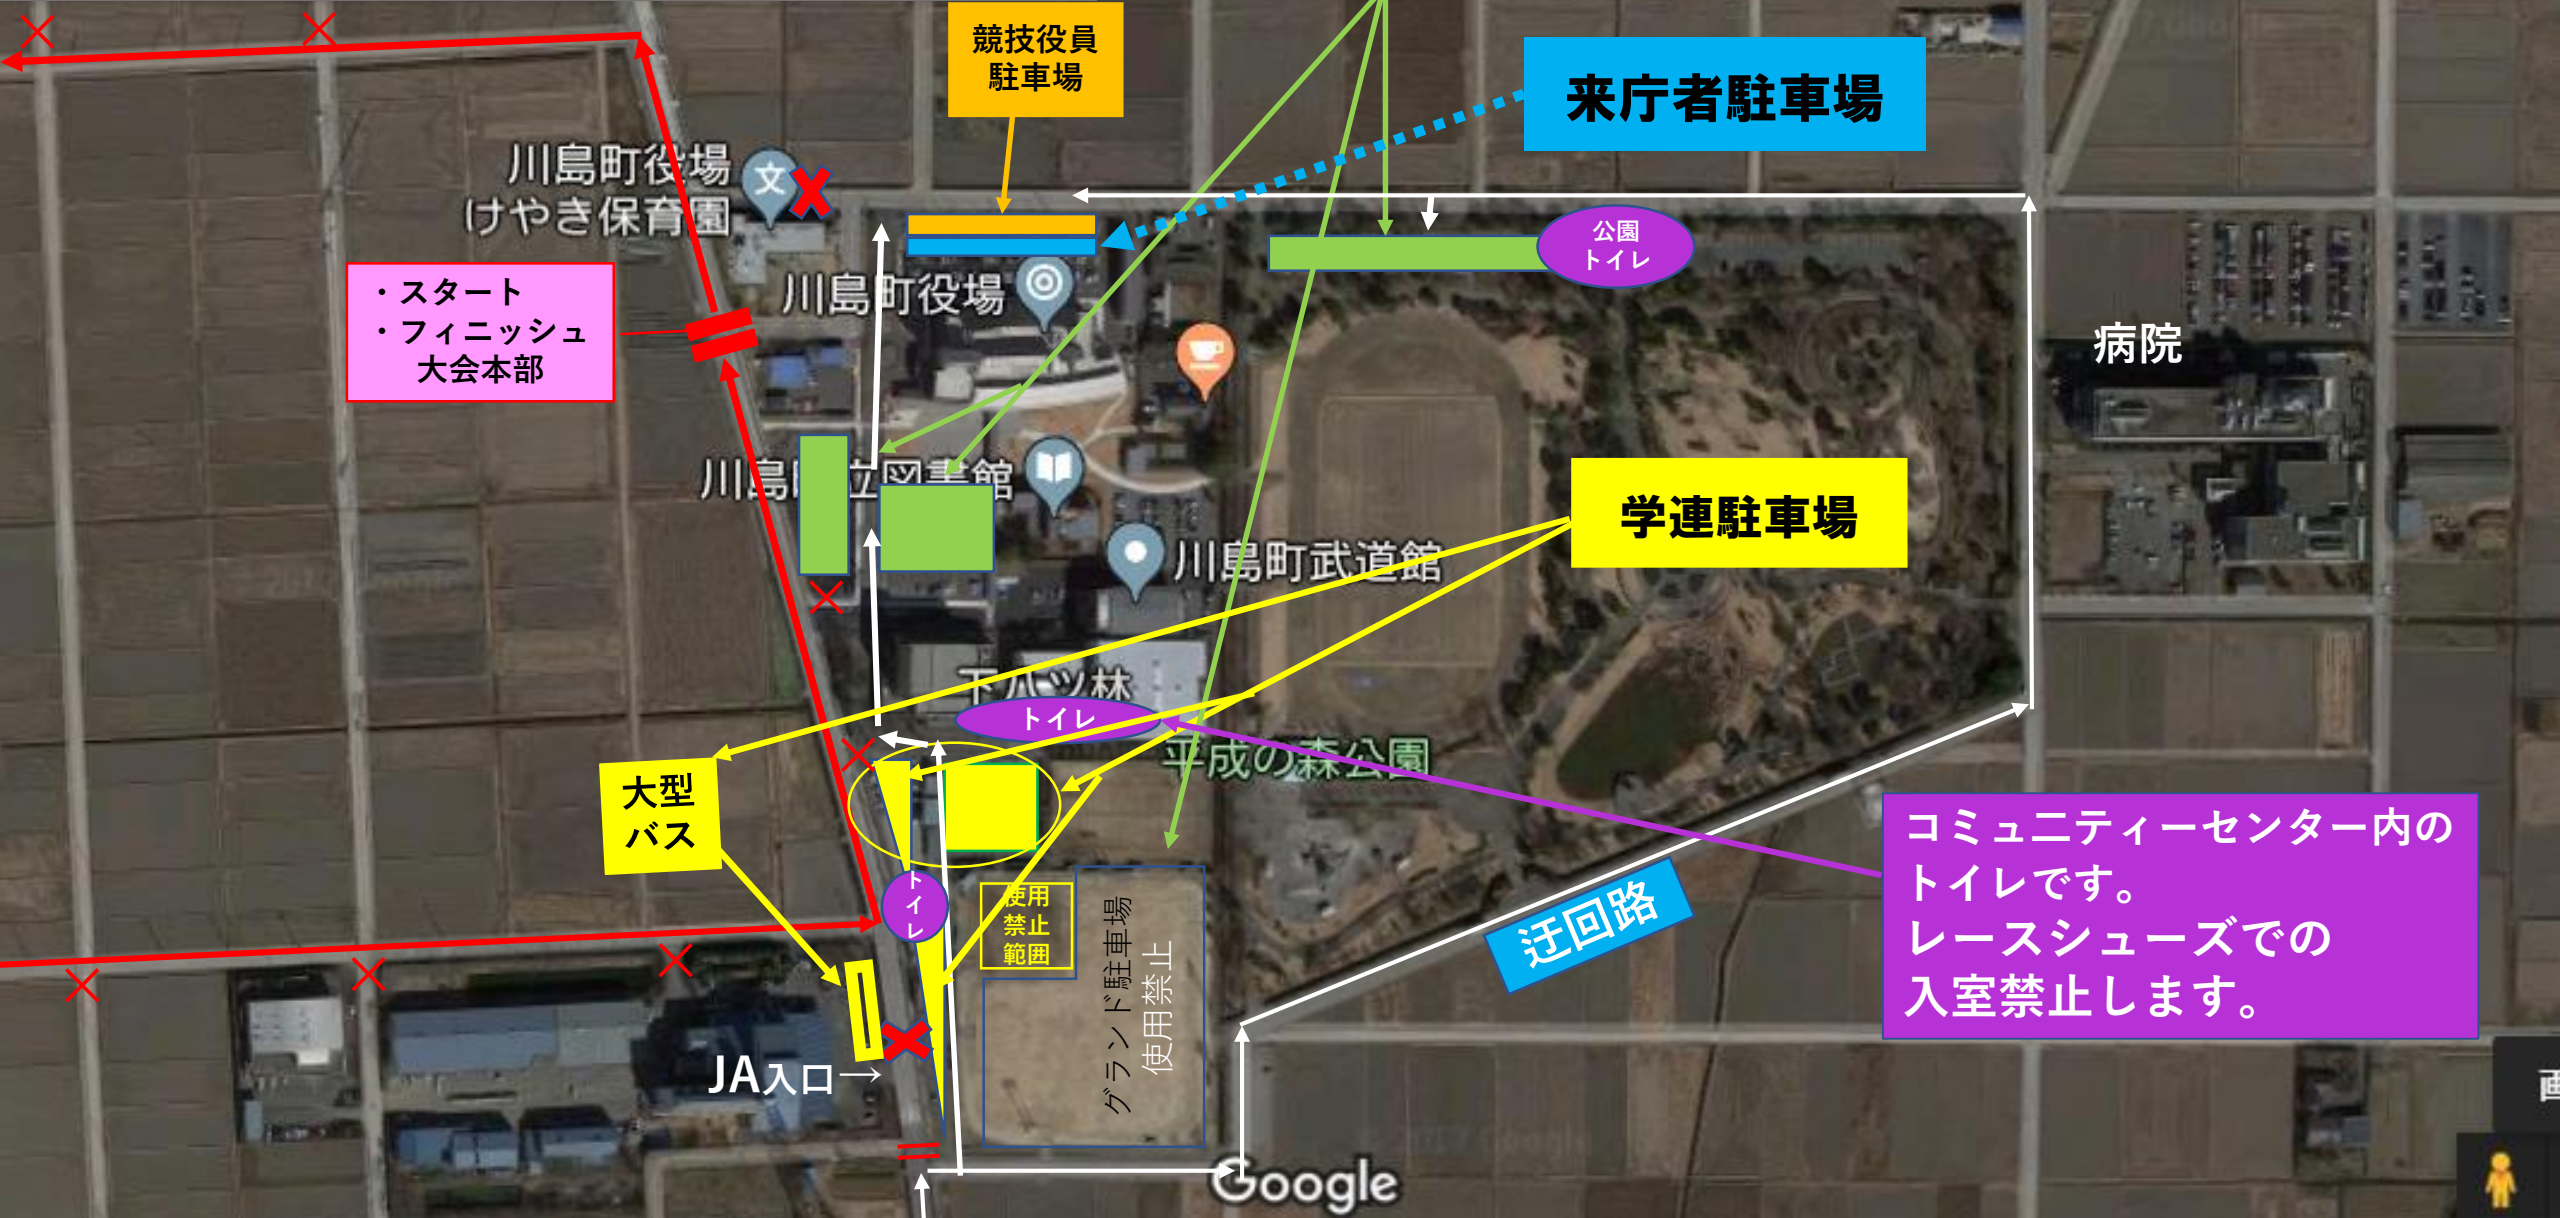 競技役員
駐車場
来庁者駐車場
川島町役場
けやき保育園
文
公園
トイレ
・スタート
・フィニッシュ
大会本部
川島町役場
病院
川島町立図書館
学連駐車場
川島町武道館
下八ツ林
トイレ
平成の森公園
大型
バス
コミュニティーセンター内の
トイレです。
レースシューズでの
入室禁止します。
トイレ
使用
禁止
範囲
グランド駐車場
使用禁止
迂回路
JA入口→
Google